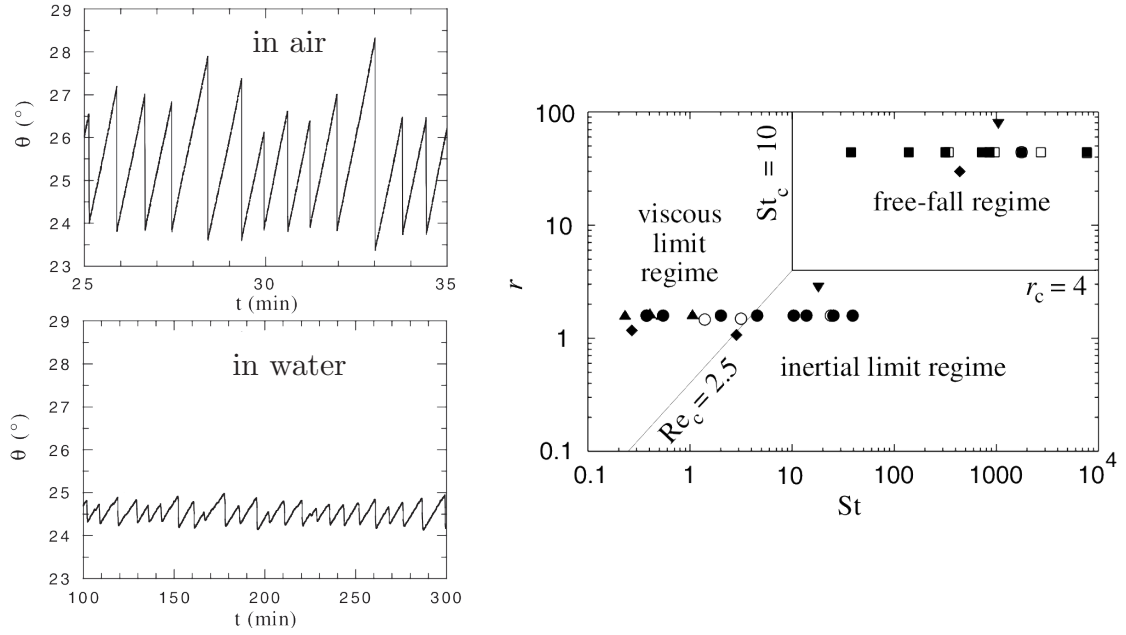 in air
θ (°)
29
28
27
26
25
24
23
25
30
35
t (min)
in water
θ (°)
29
28
27
26
25
24
23
100
150
200
250
300
t (min)
r
100
10
1
0.1
0.1
1
10
100
1000
10⁴
St
viscous
limit
regime
St_c = 10
free-fall regime
r_c = 4
Re_c = 2.5
inertial limit regime